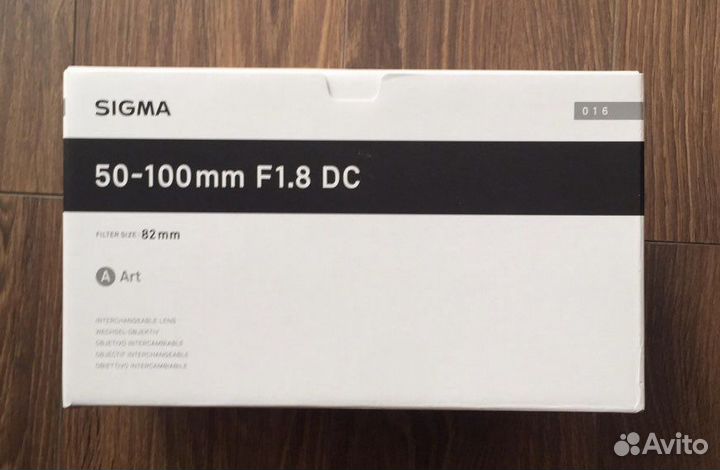 SIGMA
016
50-100mm F1.8 DC
FILTER SIZE : 82mm
A Art
INTERCHANGEABLE LENS
WECHSEL-OBJEKTIV
OBJETIVO INTERCAMBIABLE
OBJECTIF INTERCHANGEABLE
OBIETTIVO INTERCAMBIABILE
Avito